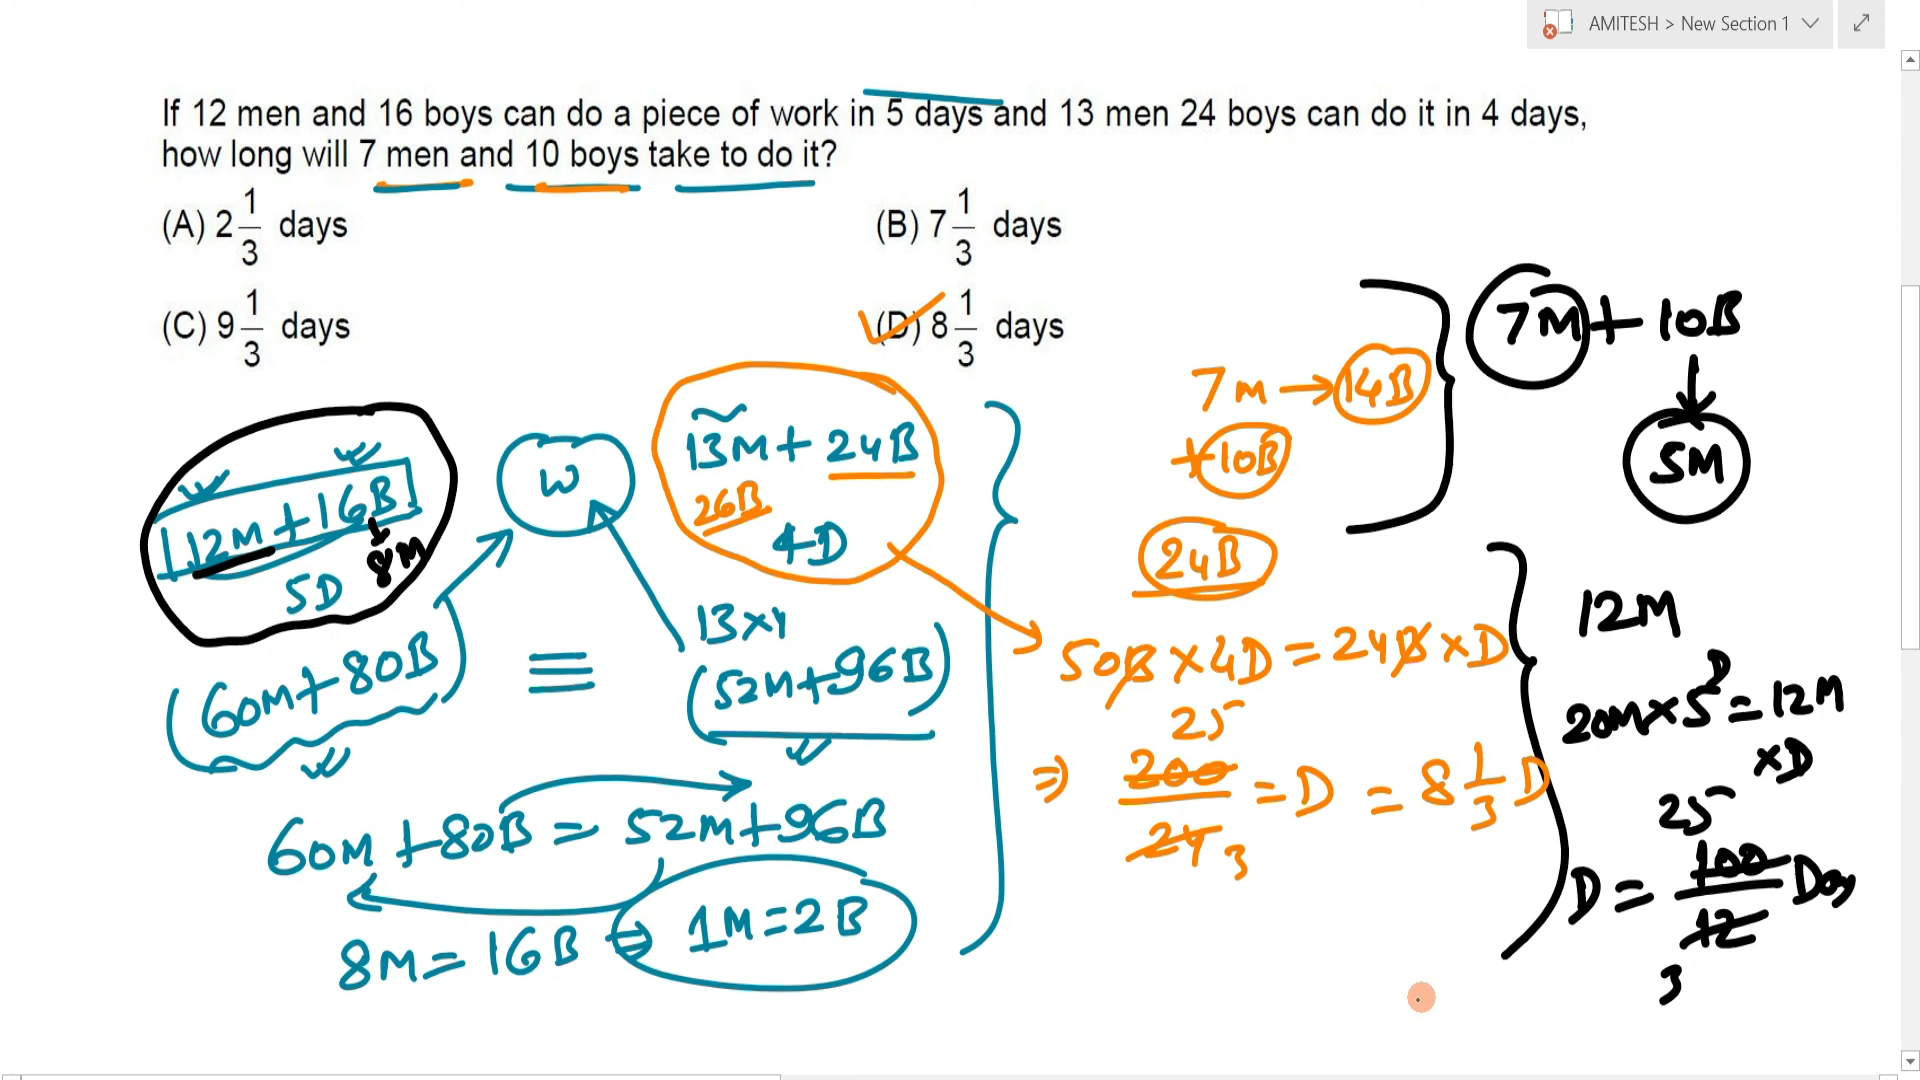 AMITESH > New Section 1
If 12 men and 16 boys can do a piece of work in 5 days and 13 men 24 boys can do it in 4 days,
how long will 7 men and 10 boys take to do it?
(A) 2 1/3 days
(B) 7 1/3 days
(C) 9 1/3 days
(D) 8 1/3 days
12M + 16B
8M
5D
W
13M + 24B
26B
4D
(60M + 80B)
≡
13×4
(52M + 96B)
60M + 80B = 52M + 96B
8M = 16B ⇒ 1M = 2B
7M → 14B
+10B
24B
50B × 4D = 24B × D
25
⇒ 200/24 = D = 8 1/3 D
3
7M + 10B
5M
12M
20M × 5D = 12M
×D
25
D = 100/12 Day
3